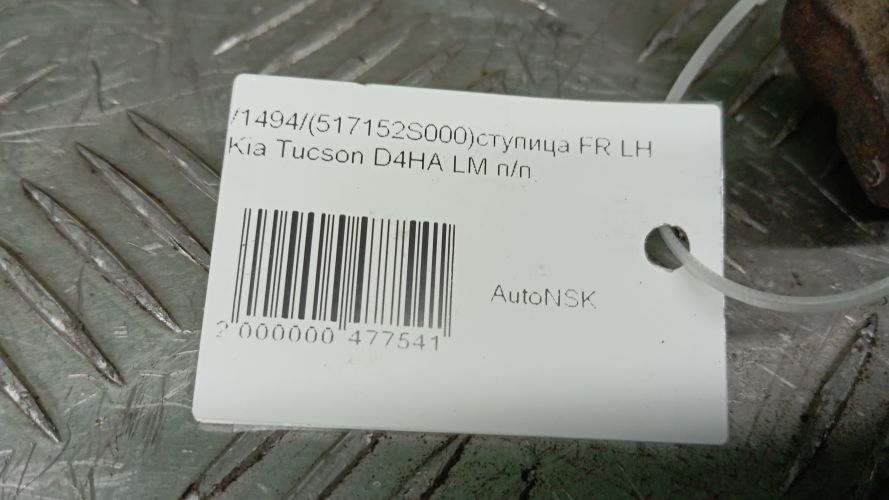 /1494/(517152S000)ступица FR LH
Kia Tucson D4HA LM п/п
AutoNSK
2 000000 477541